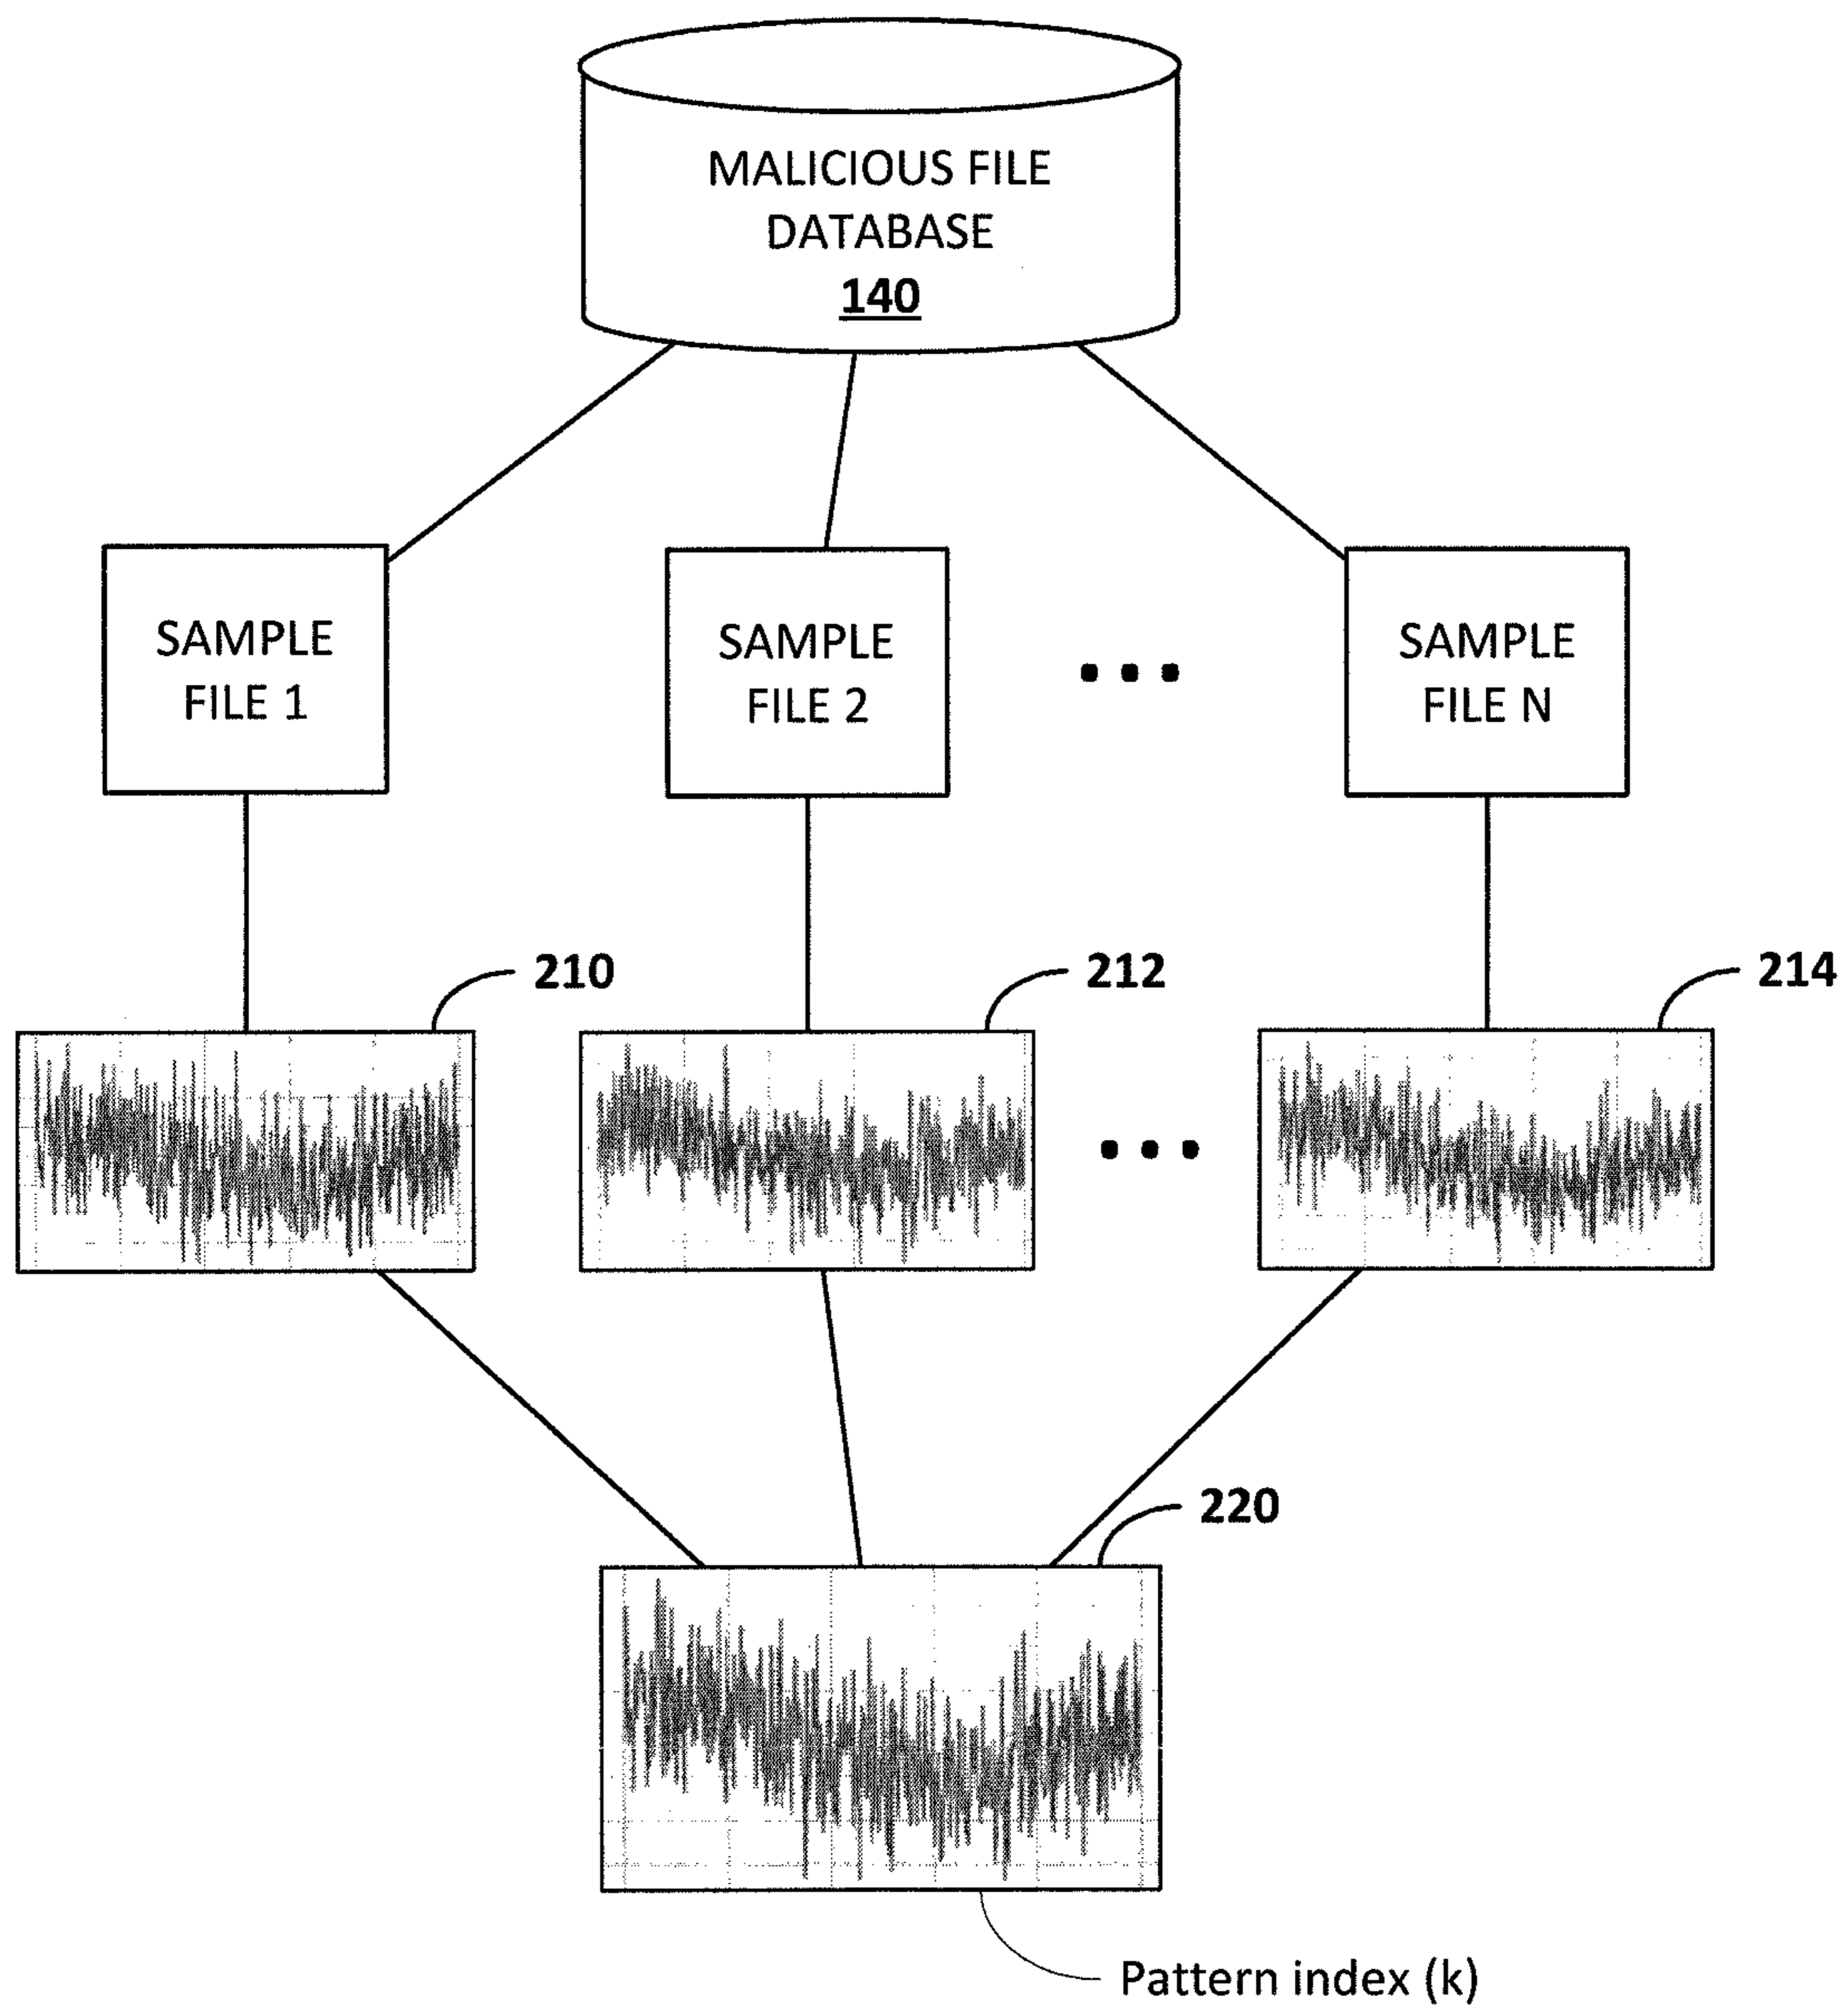 MALICIOUS FILE
DATABASE
140
SAMPLE
FILE 1
SAMPLE
FILE 2
SAMPLE
FILE N
210
212
214
220
Pattern index (k)